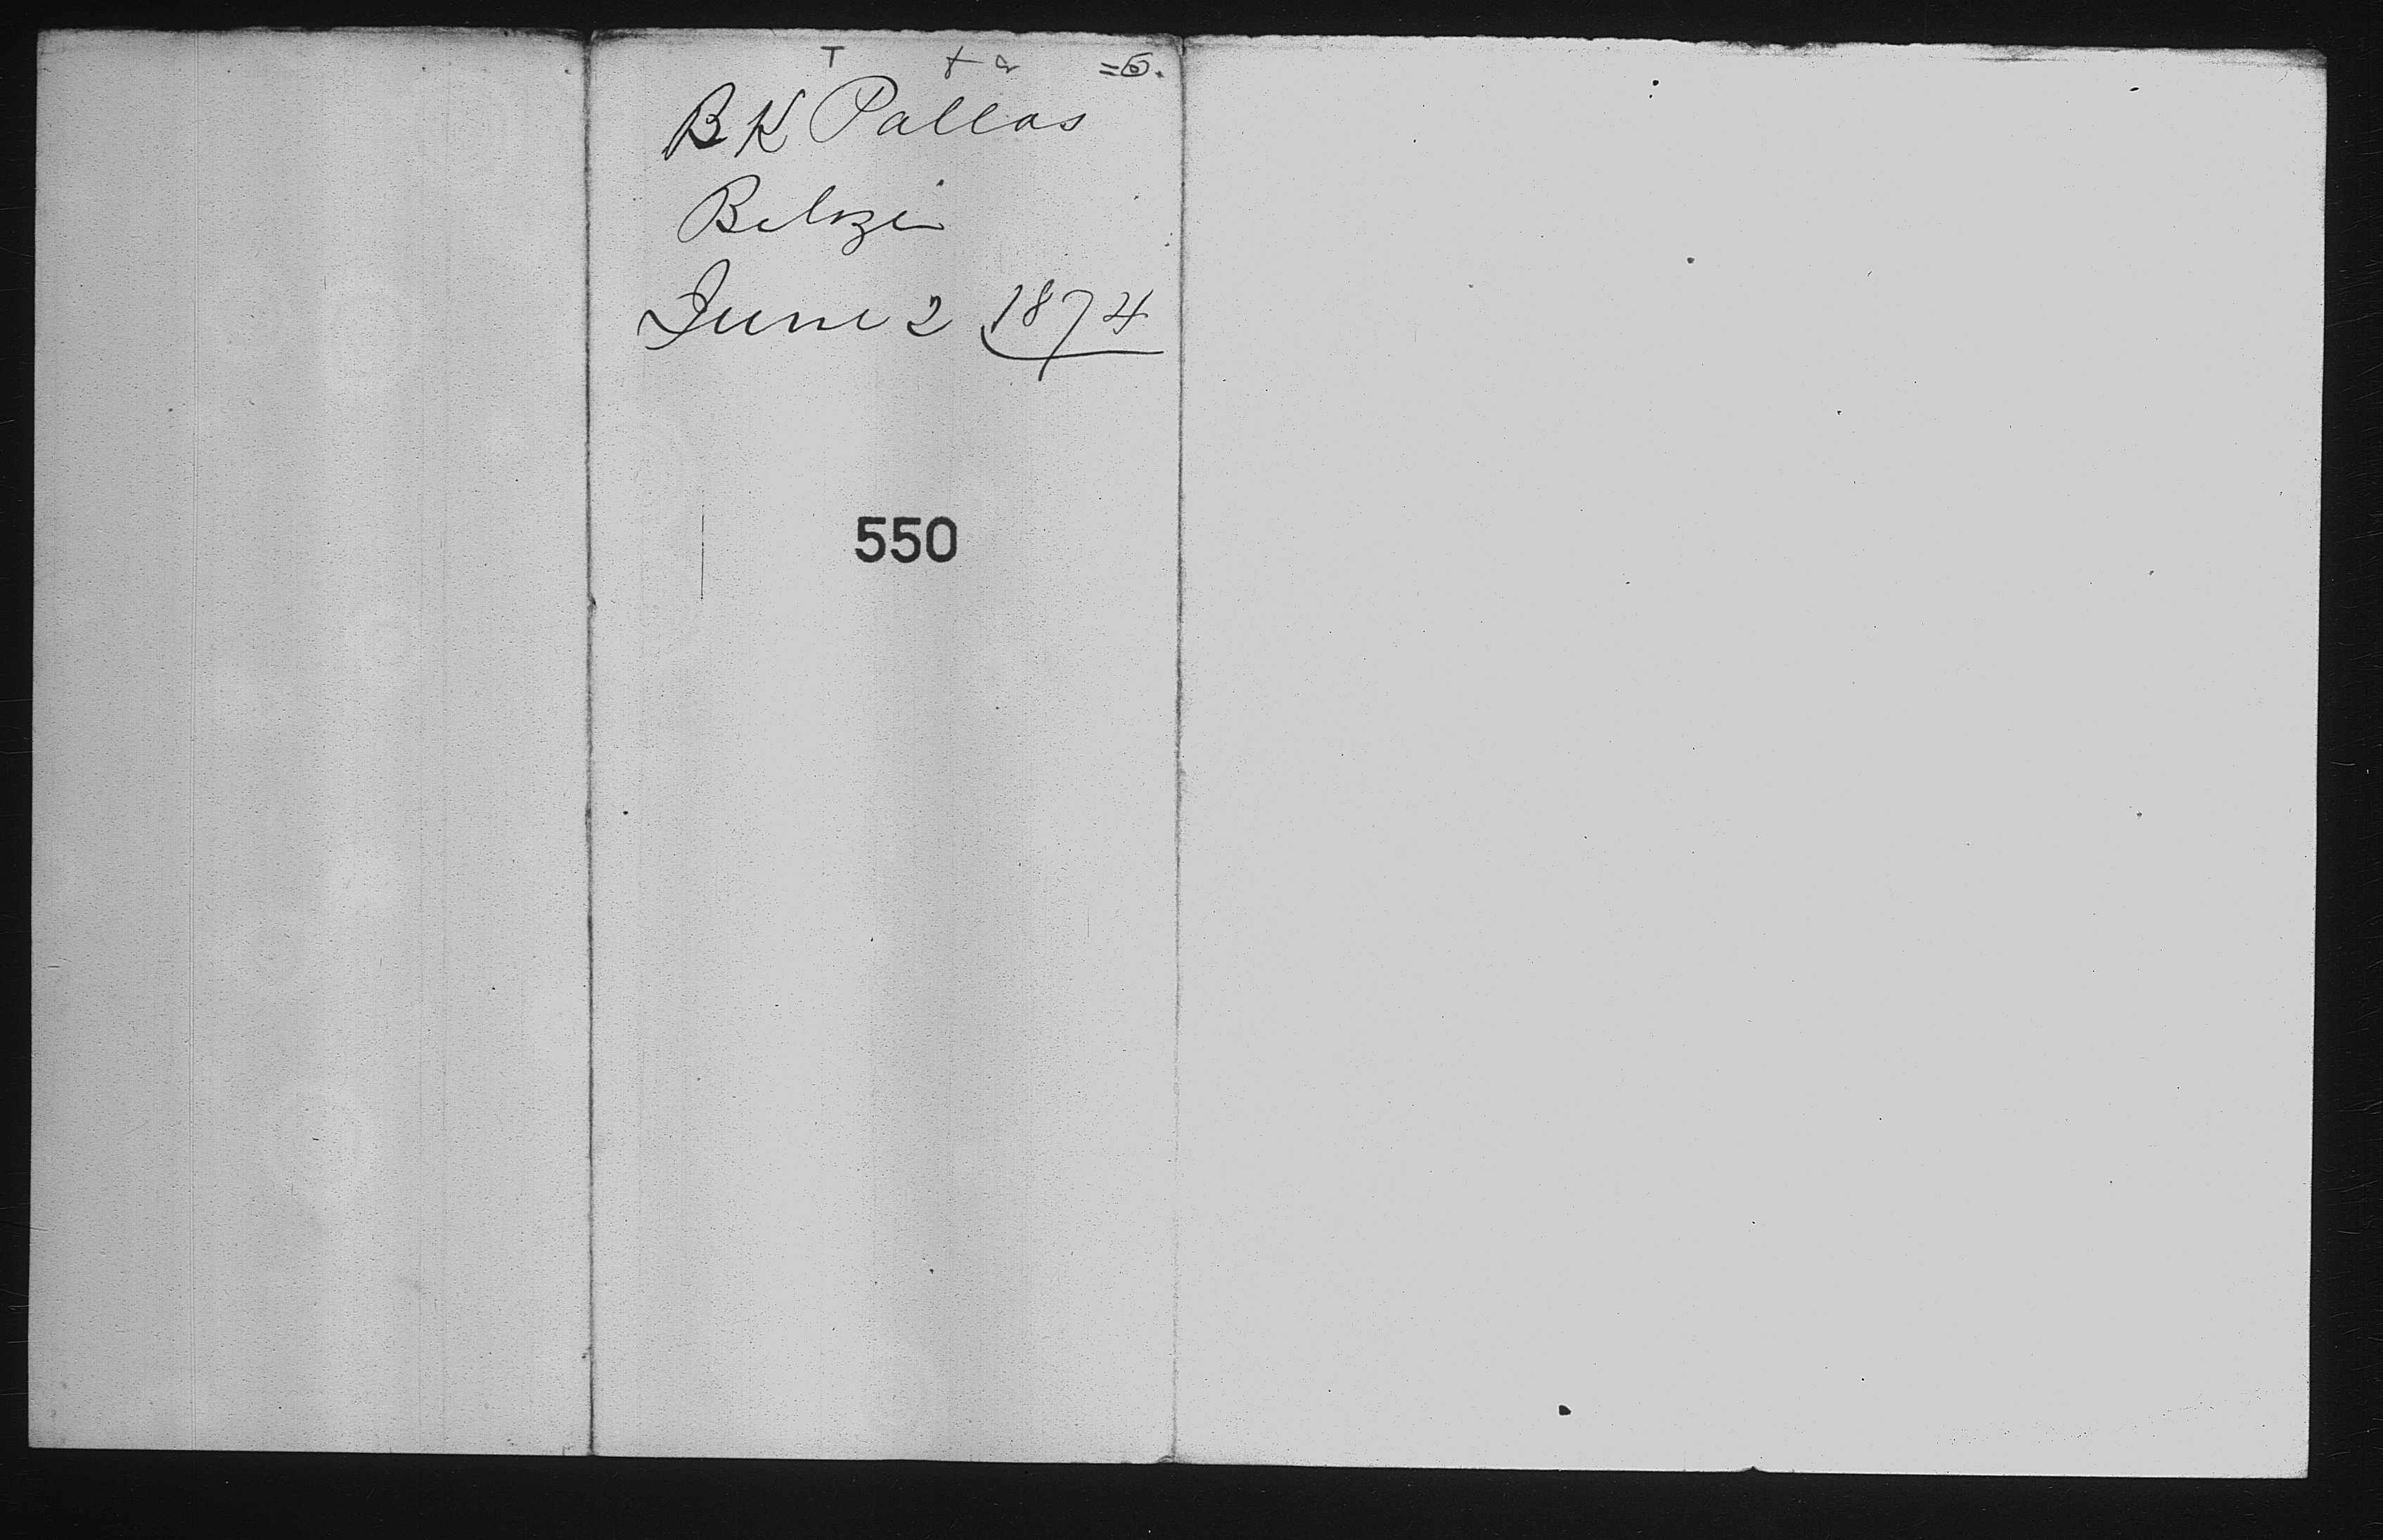 T + a =6.
BK Pallas
Belize
June 2 1874
550